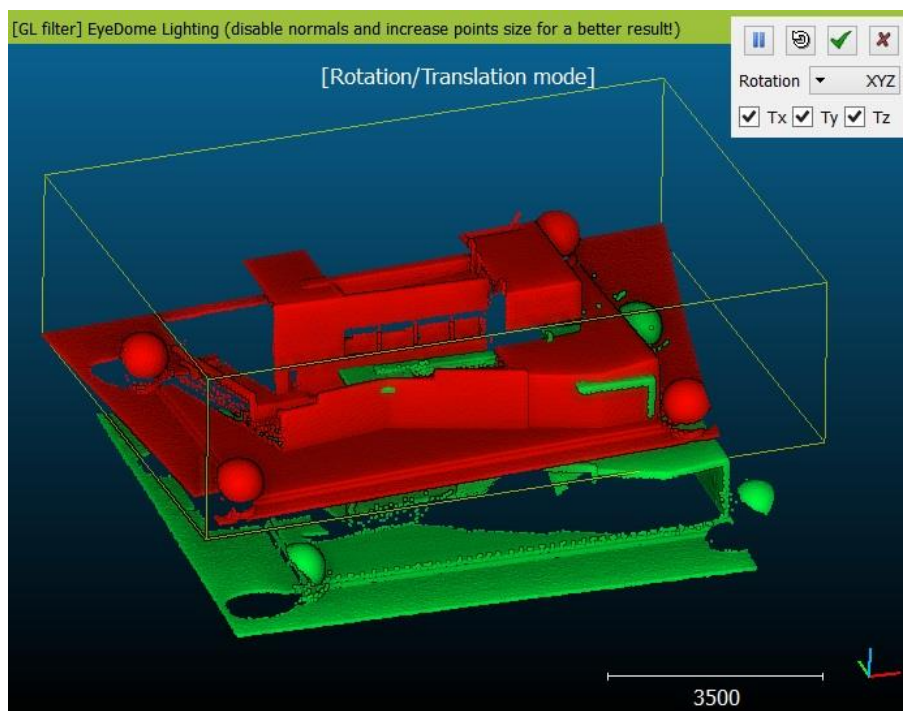 [GL filter] EyeDome Lighting (disable normals and increase points size for a better result!)
[Rotation/Translation mode]
Rotation XYZ
Tx Ty Tz
3500